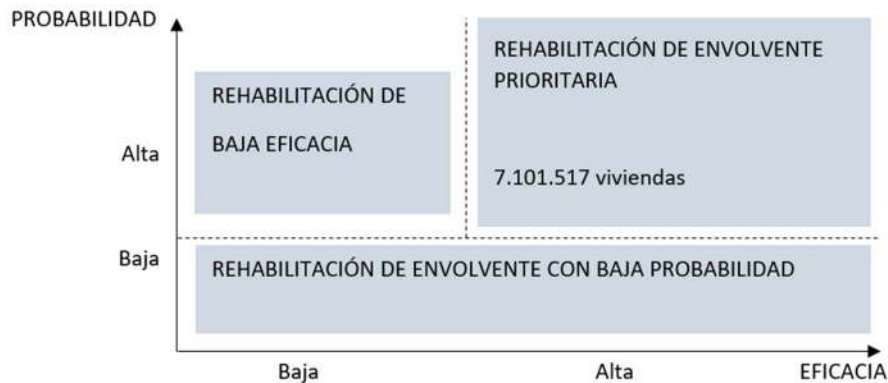 PROBABILIDAD
REHABILITACIÓN DE ENVOLVENTE
PRIORITARIA
7.101.517 viviendas
REHABILITACIÓN DE
BAJA EFICACIA
Alta
Baja
REHABILITACIÓN DE ENVOLVENTE CON BAJA PROBABILIDAD
Baja
Alta
EFICACIA